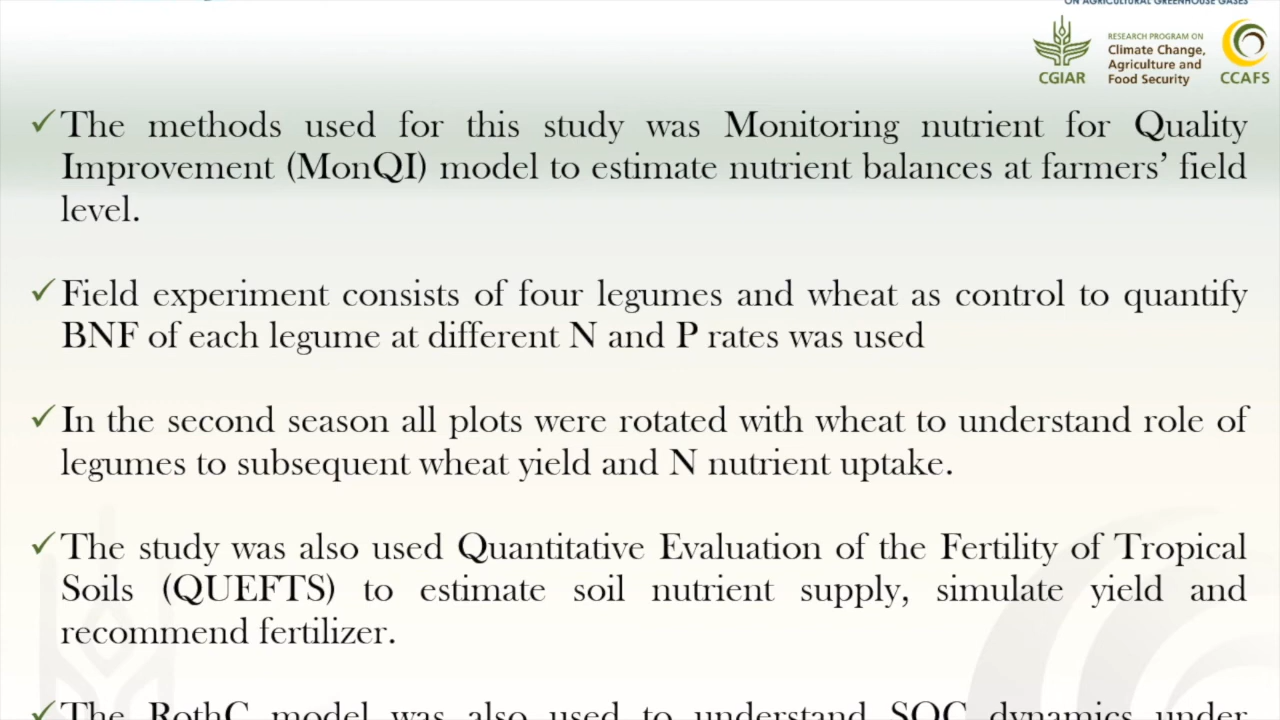 ON AGRICULTURAL GREENHOUSE GASES
RESEARCH PROGRAM ON
Climate Change,
Agriculture and
Food Security
CGIAR
CCAFS
✓The methods used for this study was Monitoring nutrient for Quality
Improvement (MonQI) model to estimate nutrient balances at farmers’ field
level.
✓Field experiment consists of four legumes and wheat as control to quantify
BNF of each legume at different N and P rates was used
✓In the second season all plots were rotated with wheat to understand role of
legumes to subsequent wheat yield and N nutrient uptake.
✓The study was also used Quantitative Evaluation of the Fertility of Tropical
Soils (QUEFTS) to estimate soil nutrient supply, simulate yield and
recommend fertilizer.
✓The RothC model was also used to understand SOC dynamics under